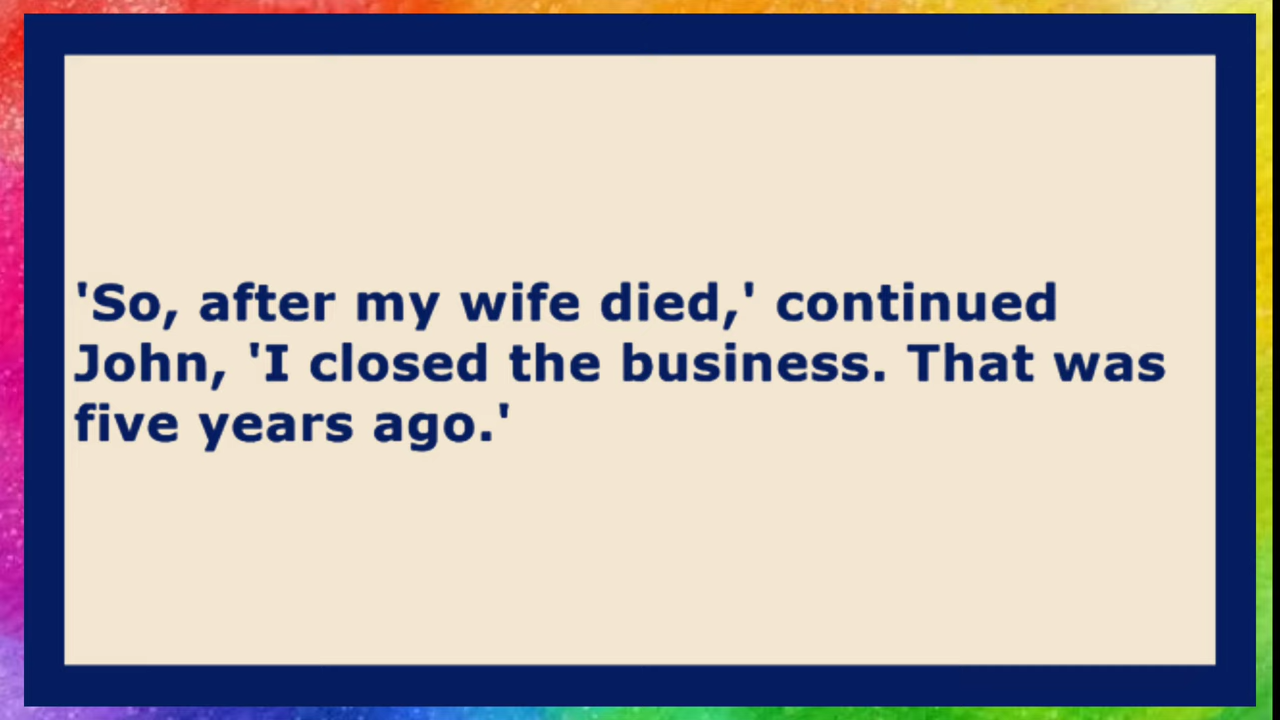 'So, after my wife died,' continued
John, 'I closed the business. That was
five years ago.'